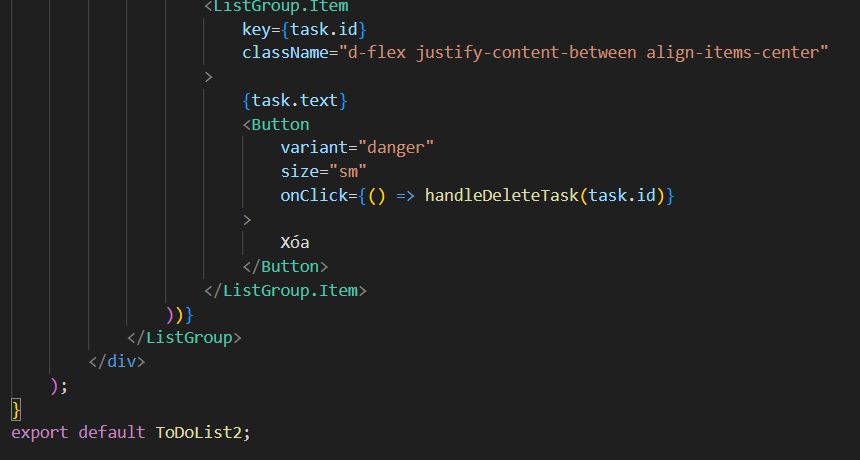 <ListGroup.Item
key={task.id}
className="d-flex justify-content-between align-items-center"
>
{task.text}
<Button
variant="danger"
size="sm"
onClick={() => handleDeleteTask(task.id)}
>
Xóa
</Button>
</ListGroup.Item>
))}
</ListGroup>
</div>
);
}
export default ToDoList2;